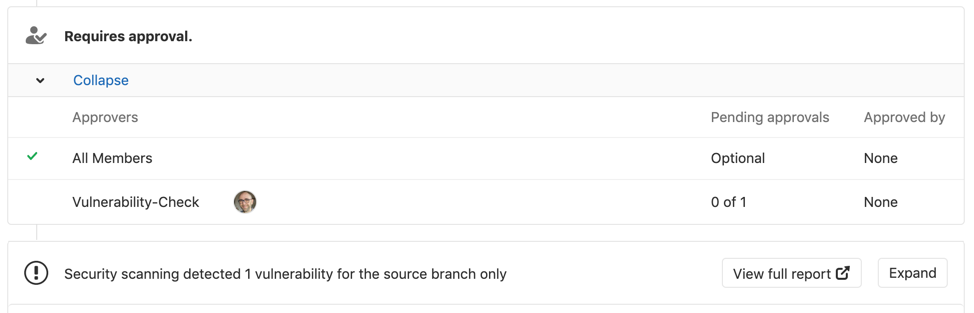 Requires approval.
Collapse
Approvers Pending approvals Approved by
All Members Optional None
Vulnerability-Check 0 of 1 None
Security scanning detected 1 vulnerability for the source branch only View full report Expand